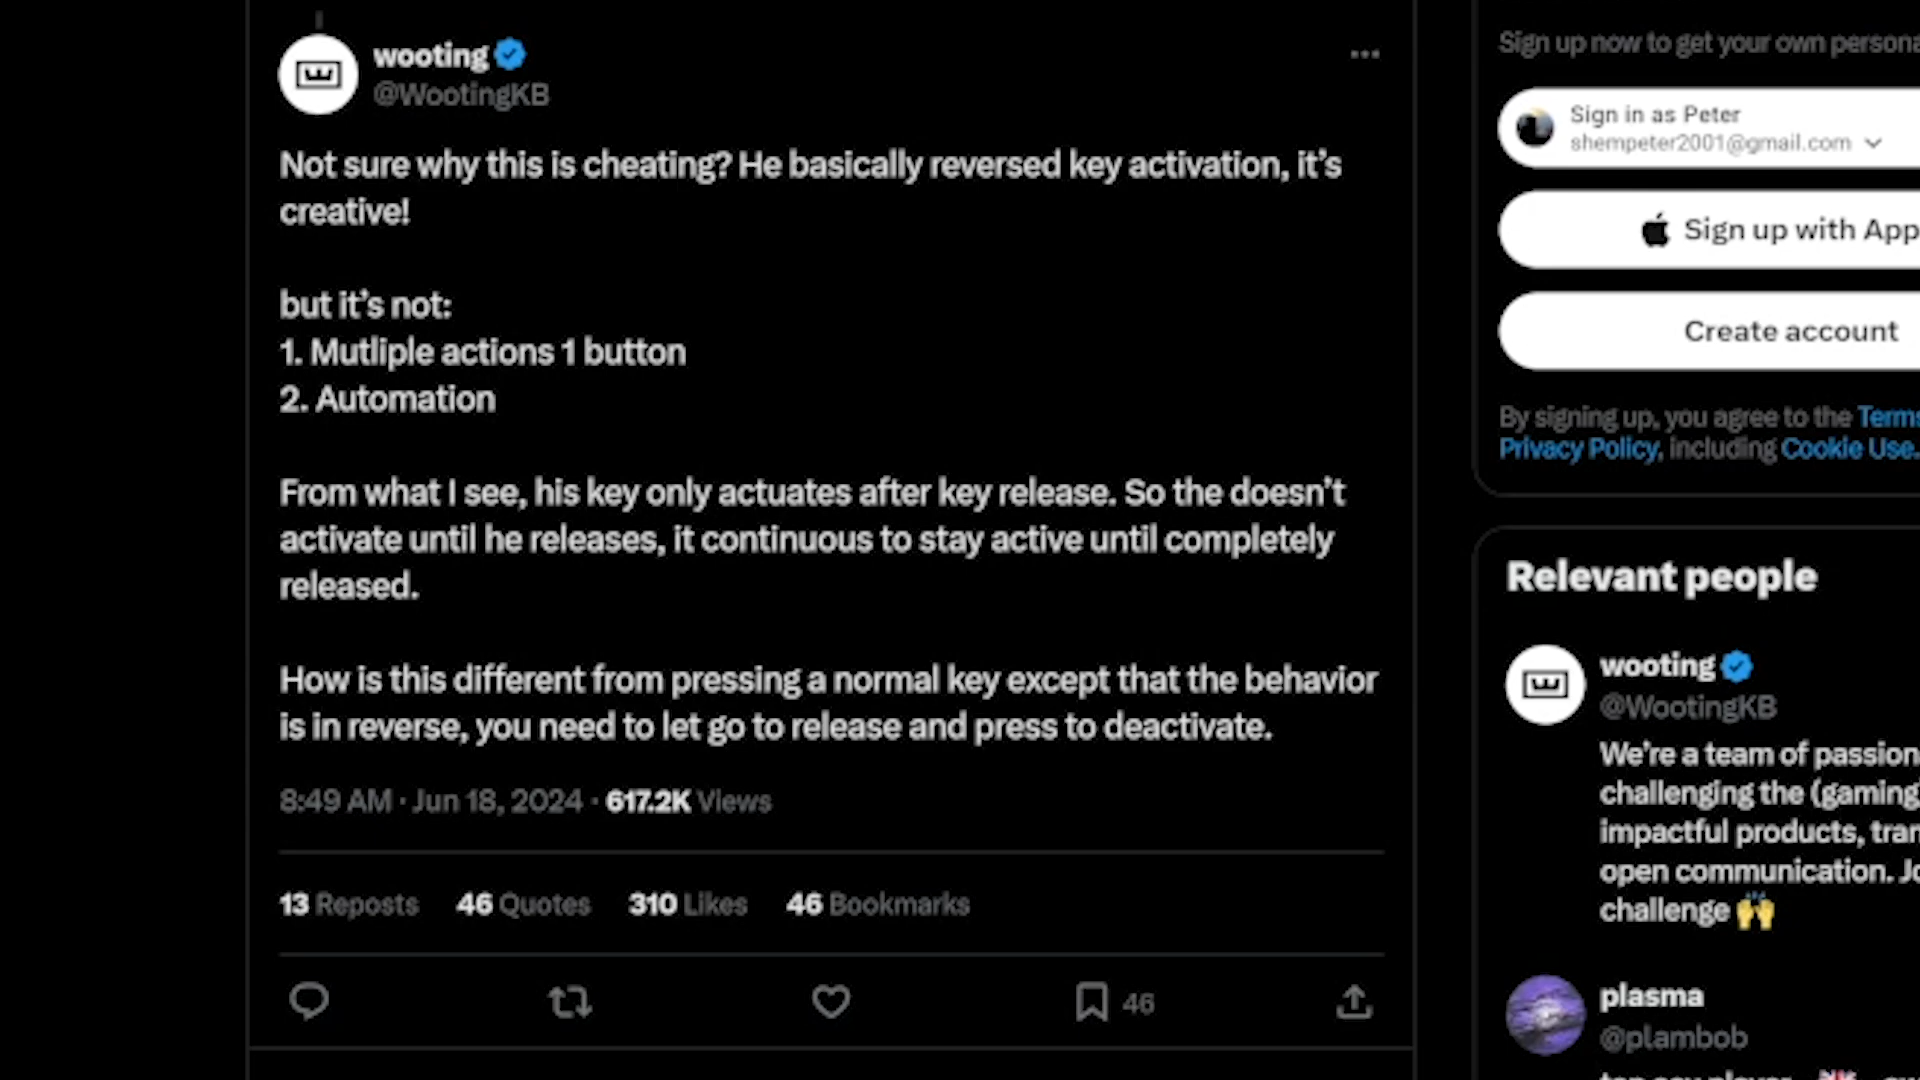 wooting
@WootingKB
Not sure why this is cheating? He basically reversed key activation, it's
creative!
but it's not:
1. Mutliple actions 1 button
2. Automation
From what I see, his key only actuates after key release. So the doesn't
activate until he releases, it continuous to stay active until completely
released.
How is this different from pressing a normal key except that the behavior
is in reverse, you need to let go to release and press to deactivate.
8:49 AM · Jun 18, 2024 · 617.2K Views
13 Reposts 46 Quotes 310 Likes 46 Bookmarks
46
Sign up now to get your own persona
Sign in as Peter
shempeter2001@gmail.com
Sign up with App
Create account
By signing up, you agree to the Terms
Privacy Policy, including Cookie Use.
Relevant people
wooting
@WootingKB
We're a team of passion
challenging the (gaming
impactful products, tran
open communication. Jo
challenge 🙌
plasma
@plambob